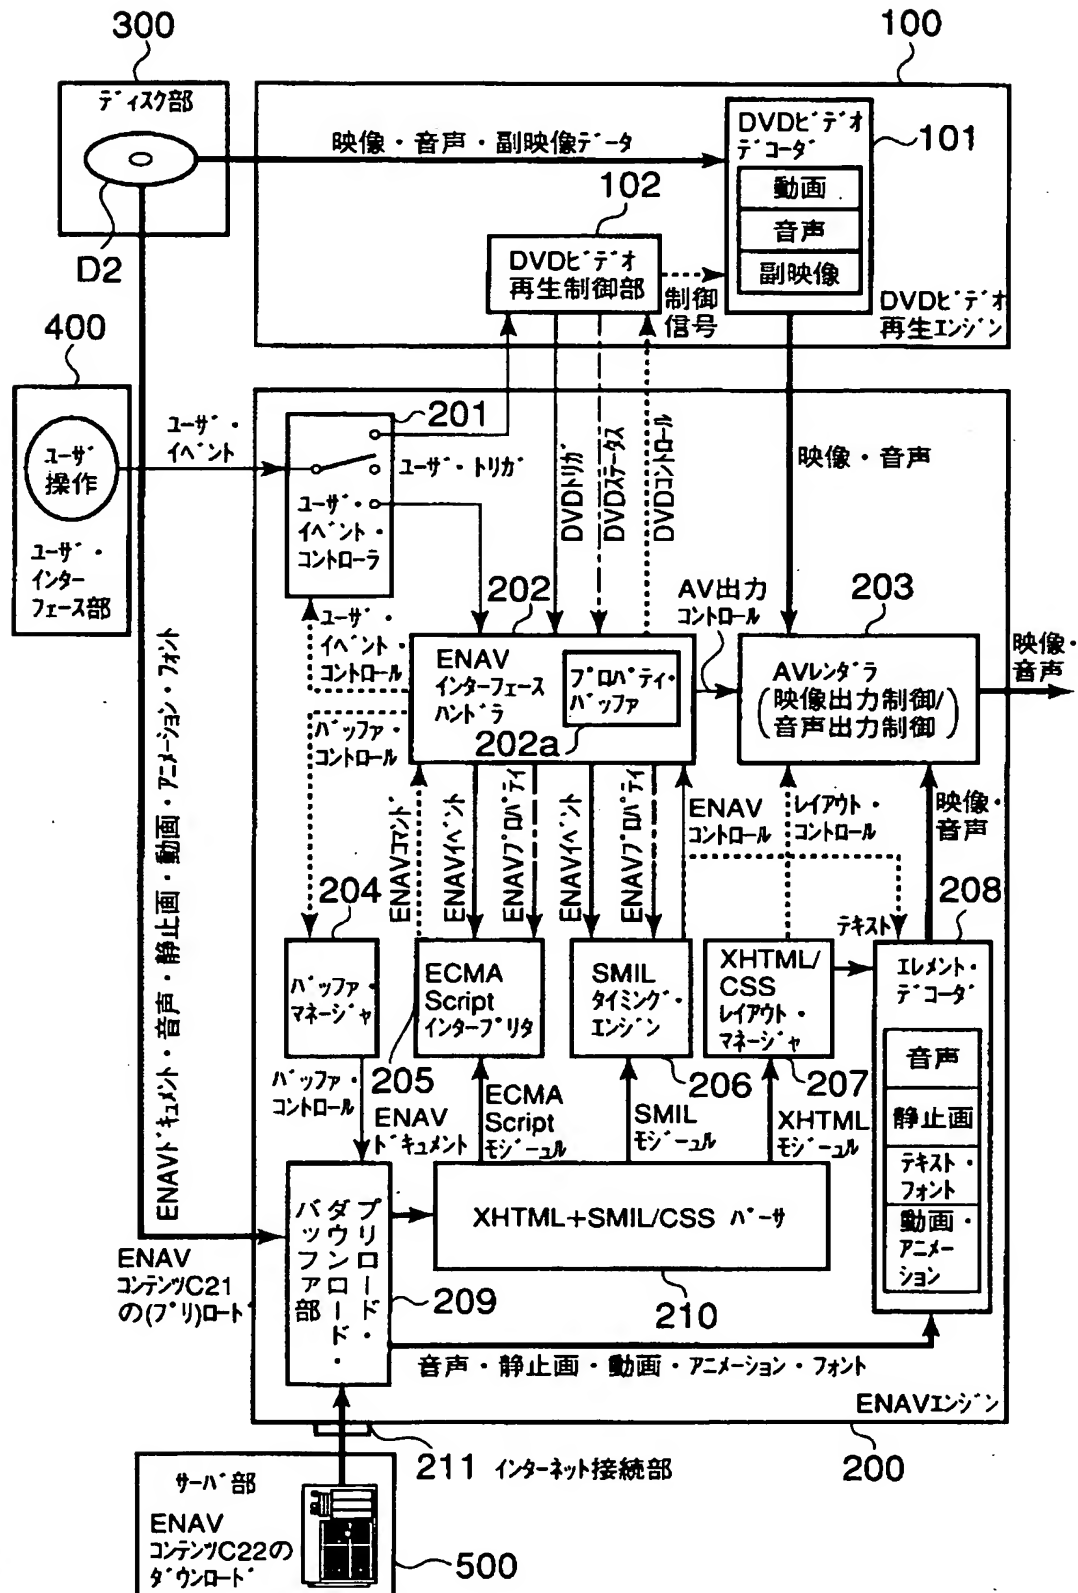 300
100
ディスク部
D2
映像・音声・副映像データ
DVDビデオ
デコーダ
動画
音声
副映像
101
102
DVDビデオ
再生制御部
制御
信号
DVDビデオ
再生エンジン
400
ユーザ
操作
ユーザ・
インター
フェース部
ユーザ・
イベント
201
ユーザ・トリガ
ユーザ・
イベント・
コントローラ
DVDトリガ
DVDステータス
DVDコントロール
映像・音声
202
AV出力
コントロール
203
ENAV
インターフェース
ハンドラ
プロパティ・
バッファ
202a
AVレンダラ
(映像出力制御/
音声出力制御)
映像・
音声
ユーザ・
イベント・
コントロール
バッファ・
コントロール
ENAVコマンド
ENAVイベント
ENAVプロパティ
ENAVイベント
ENAVプロパティ
ENAV
コントロール
レイアウト・
コントロール
映像・
音声
ENAVドキュメント・音声・静止画・動画・アニメーション・フォント
204
バッファ・
マネージャ
205
ECMA
Script
インタープリタ
SMIL
タイミング・
エンジン
206
XHTML/
CSS
レイアウト・
マネージャ
207
テキスト
208
エレメント・
デコーダ
音声
静止画
テキスト・
フォント
動画・
アニメー
ション
バッファ・
コントロール
ENAV
ドキュメント
ECMA
Script
モジュール
SMIL
モジュール
XHTML
モジュール
プリロード・
ダウンロード・
バッファ部
209
XHTML+SMIL/CSS パーサ
210
ENAV
コンテンツC21
の(プリ)ロード
音声・静止画・動画・アニメーション・フォント
ENAVエンジン
200
211 インターネット接続部
サーバ部
ENAV
コンテンツC22の
ダウンロード
500